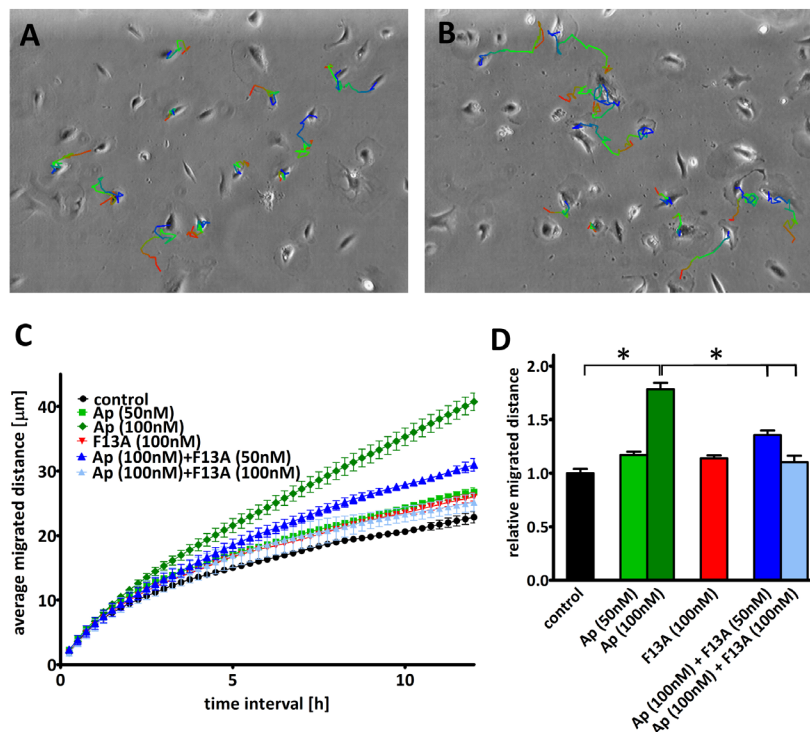 A
B
C
average migrated distance [µm]
40
30
20
10
0
0
5
10
time interval [h]
control
Ap (50nM)
Ap (100nM)
F13A (100nM)
Ap (100nM)+F13A (50nM)
Ap (100nM)+F13A (100nM)
D
relative migrated distance
2.0
1.5
1.0
0.5
0.0
*
*
control
Ap (50nM)
Ap (100nM)
F13A (100nM)
Ap (100nM) + F13A (50nM)
Ap (100nM) + F13A (100nM)